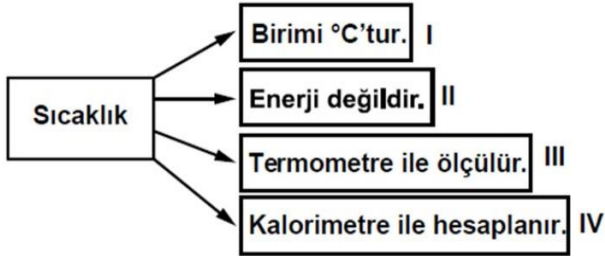 Birimi °C'tur. I
Enerji değildir. II
Sıcaklık
Termometre ile ölçülür. III
Kalorimetre ile hesaplanır. IV